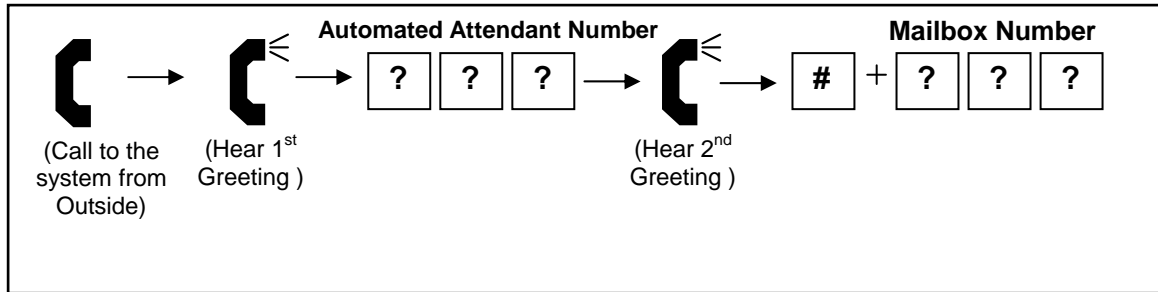 Automated Attendant Number
Mailbox Number
? ? ? # + ? ? ?
(Call to the
system from
Outside)
(Hear 1st
Greeting )
(Hear 2nd
Greeting )